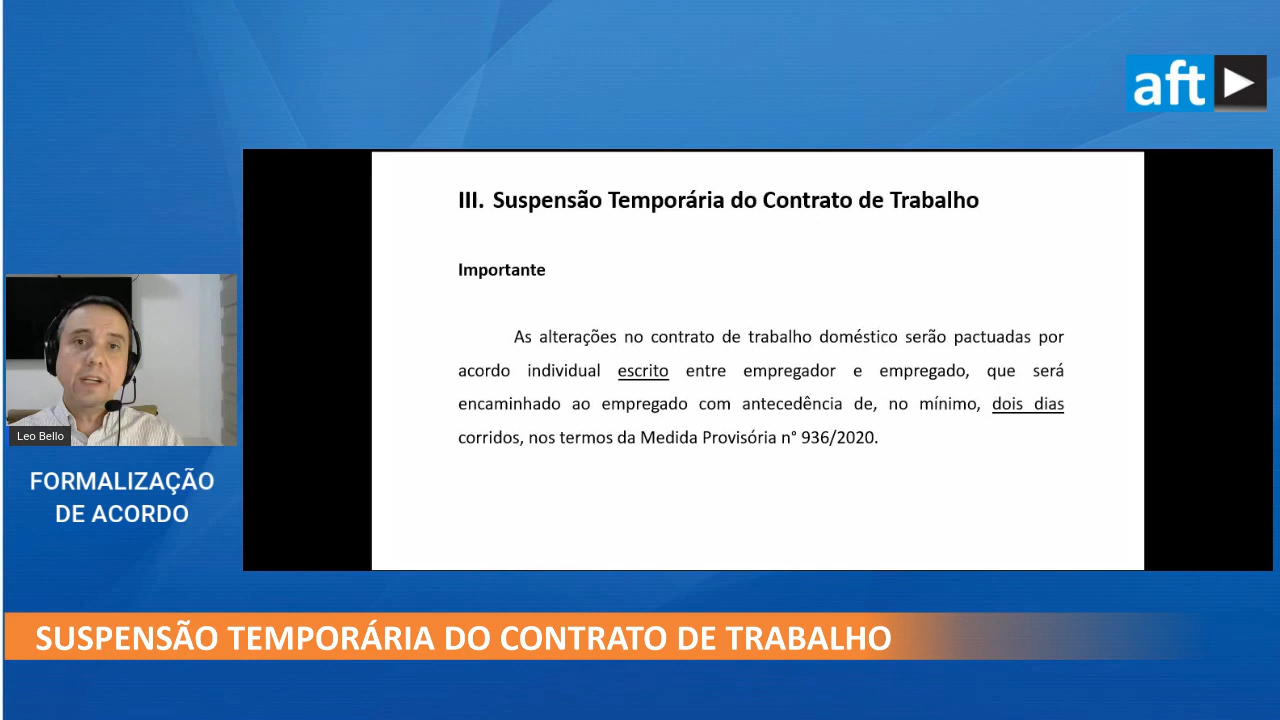 aft
III. Suspensão Temporária do Contrato de Trabalho
Importante
As alterações no contrato de trabalho doméstico serão pactuadas por
acordo individual escrito entre empregador e empregado, que será
encaminhado ao empregado com antecedência de, no mínimo, dois dias
corridos, nos termos da Medida Provisória n° 936/2020.
Leo Bello
FORMALIZAÇÃO
DE ACORDO
SUSPENSÃO TEMPORÁRIA DO CONTRATO DE TRABALHO